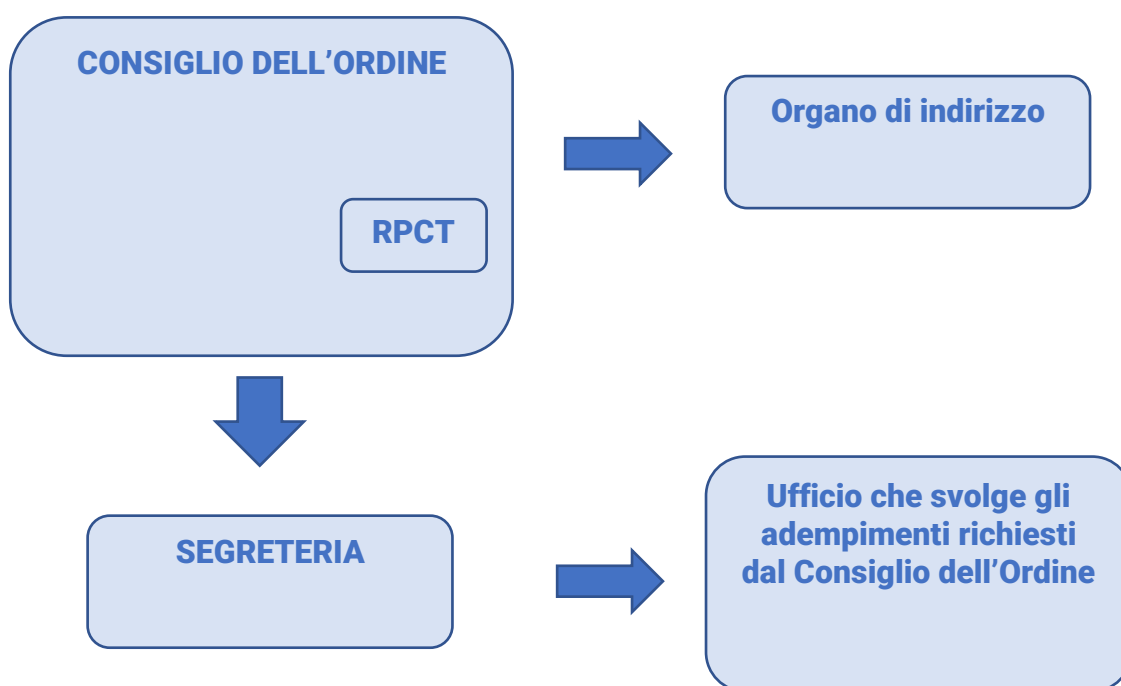 CONSIGLIO DELL’ORDINE
Organo di indirizzo
RPCT
SEGRETERIA
Ufficio che svolge gli
adempimenti richiesti
dal Consiglio dell’Ordine